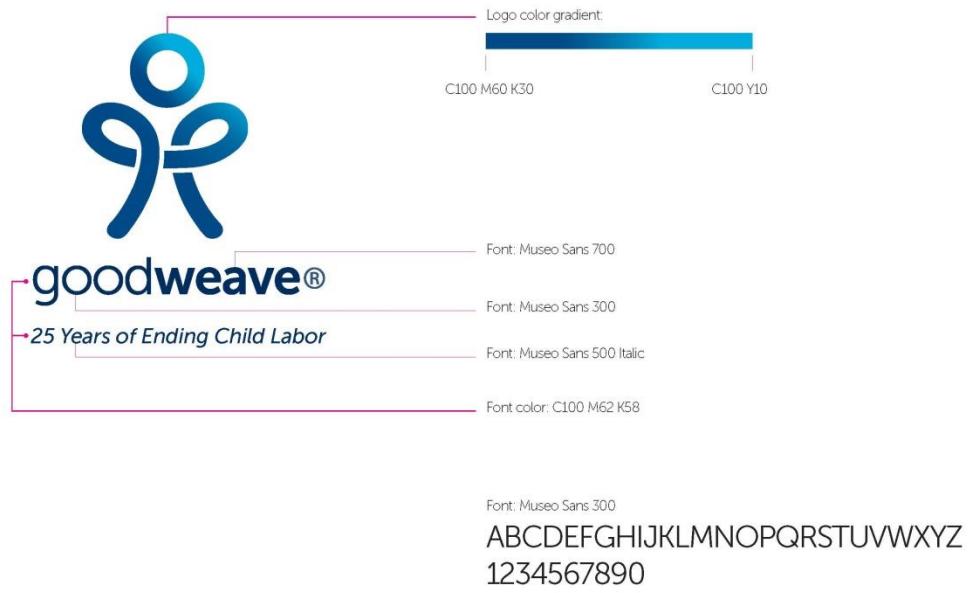 Logo color gradient:
C100 M60 K30 C100 Y10
Font: Museo Sans 700
goodweave®
Font: Museo Sans 300
25 Years of Ending Child Labor
Font: Museo Sans 500 Italic
Font color: C100 M62 K58
Font: Museo Sans 300
ABCDEFGHIJKLMNOPQRSTUVWXYZ
1234567890